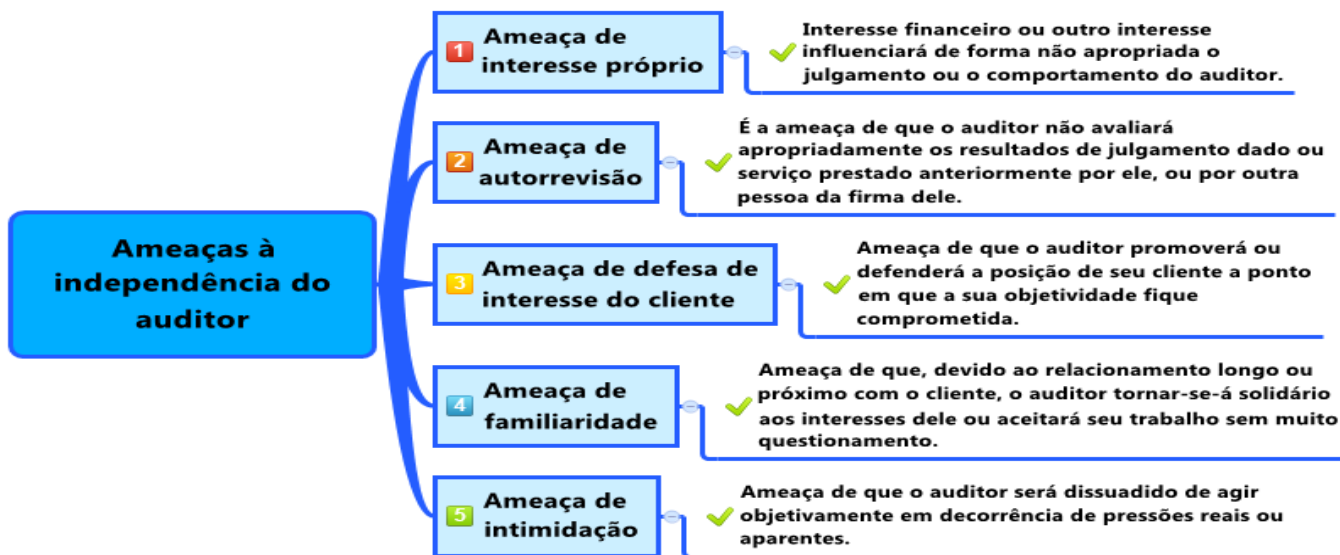 Ameaças à
independência do
auditor
1
Ameaça de
interesse próprio
Interesse financeiro ou outro interesse
influenciará de forma não apropriada o
julgamento ou o comportamento do auditor.
2
Ameaça de
autorrevisão
É a ameaça de que o auditor não avaliará
apropriadamente os resultados de julgamento dado ou
serviço prestado anteriormente por ele, ou por outra
pessoa da firma dele.
3
Ameaça de defesa de
interesse do cliente
Ameaça de que o auditor promoverá ou
defenderá a posição de seu cliente a ponto
em que a sua objetividade fique
comprometida.
4
Ameaça de
familiaridade
Ameaça de que, devido ao relacionamento longo ou
próximo com o cliente, o auditor tornar-se-á solidário
aos interesses dele ou aceitará seu trabalho sem muito
questionamento.
5
Ameaça de
intimidação
Ameaça de que o auditor será dissuadido de agir
objetivamente em decorrência de pressões reais ou
aparentes.